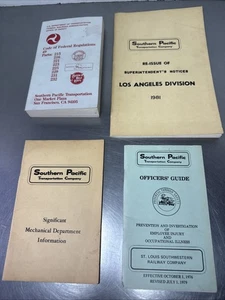 Code of Federal Regulations
Southern Pacific Transportation
One Market Plaza
San Francisco, CA 94105
Southern Pacific
Transportation Company
RE-ISSUE OF
SUPERINTENDENT'S NOTICES
LOS ANGELES DIVISION
1981
Southern Pacific
Transportation Company
Significant
Mechanical Department
Information
Southern Pacific
Transportation Company
OFFICERS' GUIDE
PREVENTION AND INVESTIGATION
OF
EMPLOYEE INJURY
AND
OCCUPATIONAL ILLNESS
ST. LOUIS SOUTHWESTERN
RAILWAY COMPANY
EFFECTIVE OCTOBER 1, 1976
REVISED JULY 1, 1978